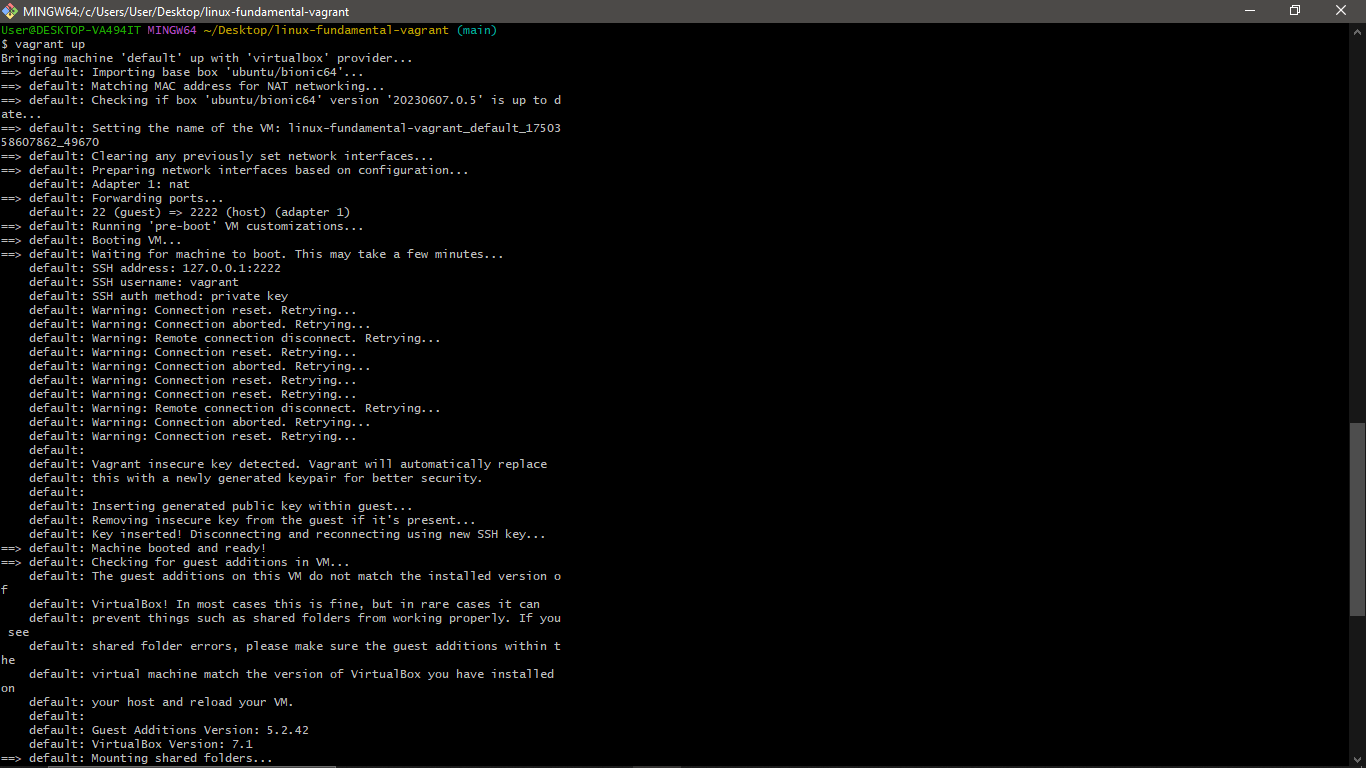 MINGW64:/c/Users/User/Desktop/linux-fundamental-vagrant
User@DESKTOP-VA494IT MINGW64 ~/Desktop/linux-fundamental-vagrant (main)
$ vagrant up
Bringing machine 'default' up with 'virtualbox' provider...
==> default: Importing base box 'ubuntu/bionic64'...
==> default: Matching MAC address for NAT networking...
==> default: Checking if box 'ubuntu/bionic64' version '20230607.0.5' is up to d
ate...
==> default: Setting the name of the VM: linux-fundamental-vagrant_default_17503
58607862_49670
==> default: Clearing any previously set network interfaces...
==> default: Preparing network interfaces based on configuration...
    default: Adapter 1: nat
==> default: Forwarding ports...
    default: 22 (guest) => 2222 (host) (adapter 1)
==> default: Running 'pre-boot' VM customizations...
==> default: Booting VM...
==> default: Waiting for machine to boot. This may take a few minutes...
    default: SSH address: 127.0.0.1:2222
    default: SSH username: vagrant
    default: SSH auth method: private key
    default: Warning: Connection reset. Retrying...
    default: Warning: Connection aborted. Retrying...
    default: Warning: Remote connection disconnect. Retrying...
    default: Warning: Connection reset. Retrying...
    default: Warning: Connection aborted. Retrying...
    default: Warning: Connection reset. Retrying...
    default: Warning: Connection reset. Retrying...
    default: Warning: Remote connection disconnect. Retrying...
    default: Warning: Connection aborted. Retrying...
    default: Warning: Connection reset. Retrying...
    default:
    default: Vagrant insecure key detected. Vagrant will automatically replace
    default: this with a newly generated keypair for better security.
    default:
    default: Inserting generated public key within guest...
    default: Removing insecure key from the guest if it's present...
    default: Key inserted! Disconnecting and reconnecting using new SSH key...
==> default: Machine booted and ready!
==> default: Checking for guest additions in VM...
    default: The guest additions on this VM do not match the installed version o
f
    default: VirtualBox! In most cases this is fine, but in rare cases it can
    default: prevent things such as shared folders from working properly. If you
 see
    default: shared folder errors, please make sure the guest additions within t
he
    default: virtual machine match the version of VirtualBox you have installed
on
    default: your host and reload your VM.
    default:
    default: Guest Additions Version: 5.2.42
    default: VirtualBox Version: 7.1
==> default: Mounting shared folders...